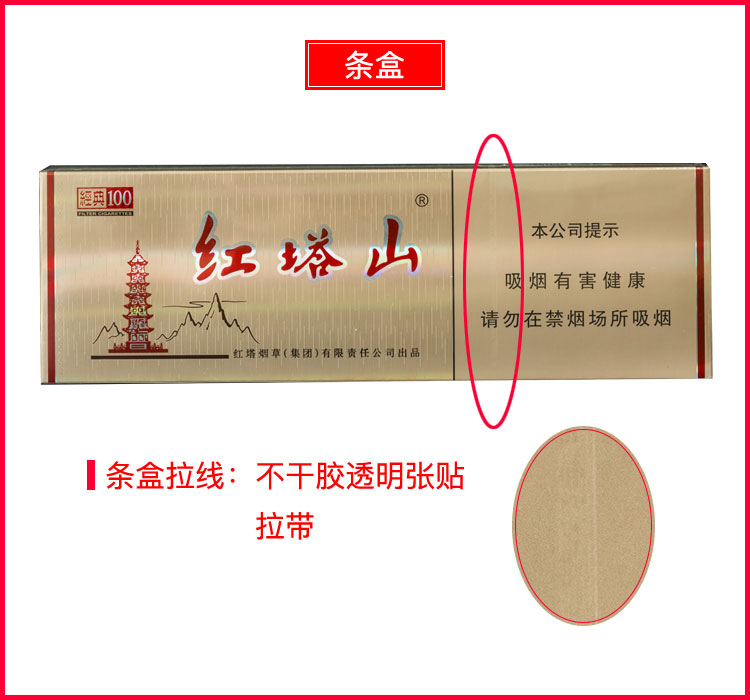 条盒
經典100
FILTER CIGARETTES
®
红塔山
红塔烟草(集团)有限责任公司出品
本公司提示
吸烟有害健康
请勿在禁烟场所吸烟
条盒拉线：不干胶透明张贴
拉带